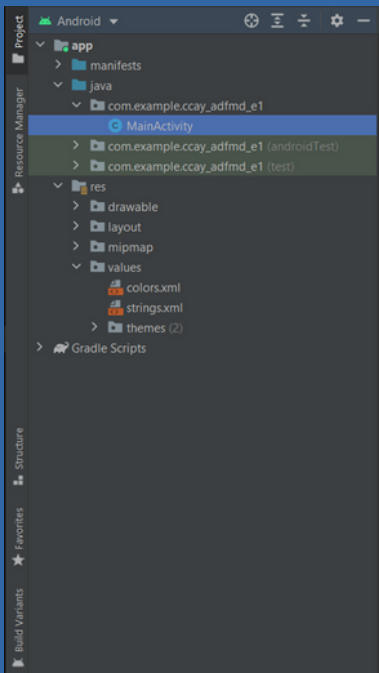 Android
app
manifests
java
com.example.ccay_adfmd_e1
C MainActivity
com.example.ccay_adfmd_e1 (androidTest)
com.example.ccay_adfmd_e1 (test)
res
drawable
layout
mipmap
values
colors.xml
strings.xml
themes (2)
Gradle Scripts
Project
Resource Manager
Structure
Favorites
Build Variants